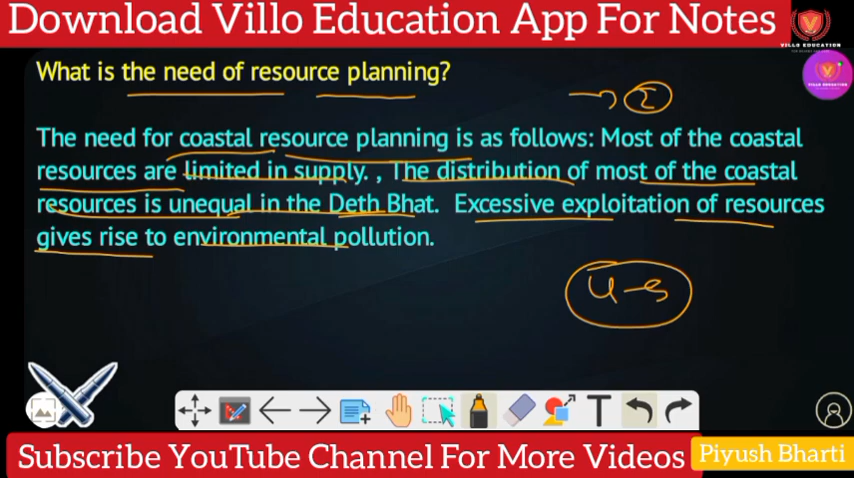 Download Villo Education App For Notes
VILLO EDUCATION
What is the need of resource planning?
VILLO EDUCATION
The need for coastal resource planning is as follows: Most of the coastal
resources are limited in supply. , The distribution of most of the coastal
resources is unequal in the Deth Bhat. Excessive exploitation of resources
gives rise to environmental pollution.
T
Subscribe YouTube Channel For More Videos
Piyush Bharti